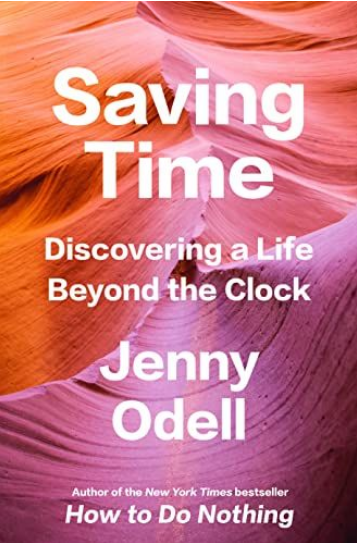 Saving
Time
Discovering a Life
Beyond the Clock
Jenny
Odell
Author of the New York Times bestseller
How to Do Nothing